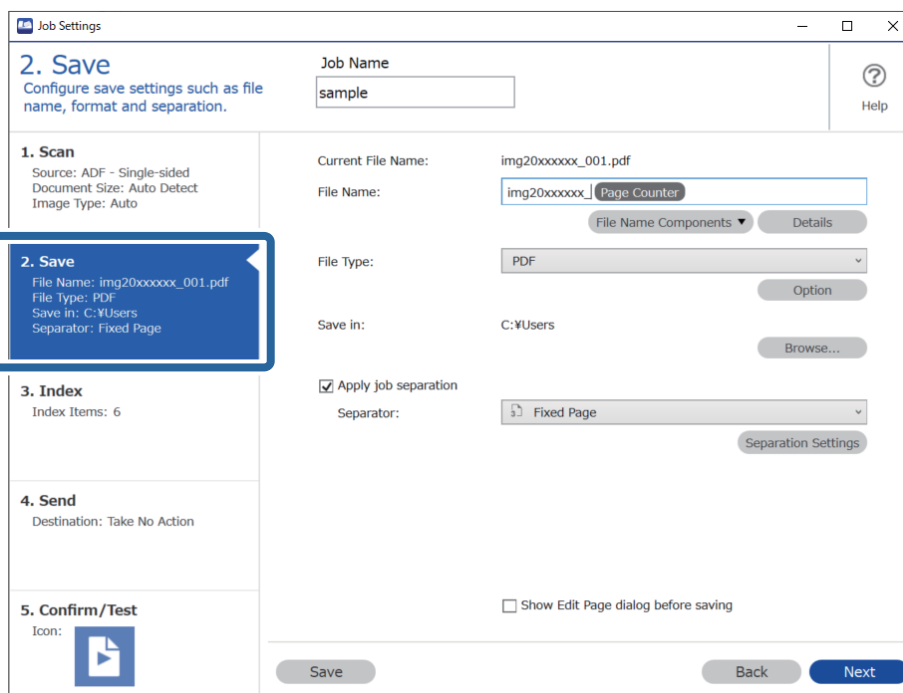 Job Settings
2. Save
Configure save settings such as file
name, format and separation.
Job Name
sample
Help
1. Scan
Source: ADF - Single-sided
Document Size: Auto Detect
Image Type: Auto
2. Save
File Name: img20xxxxxx_001.pdf
File Type: PDF
Save in: C:¥Users
Separator: Fixed Page
3. Index
Index Items: 6
4. Send
Destination: Take No Action
5. Confirm/Test
Icon:
Current File Name: img20xxxxxx_001.pdf
File Name: img20xxxxxx_ Page Counter
File Name Components Details
File Type: PDF
Option
Save in: C:¥Users
Browse...
Apply job separation
Separator: Fixed Page
Separation Settings
Show Edit Page dialog before saving
Save Back Next